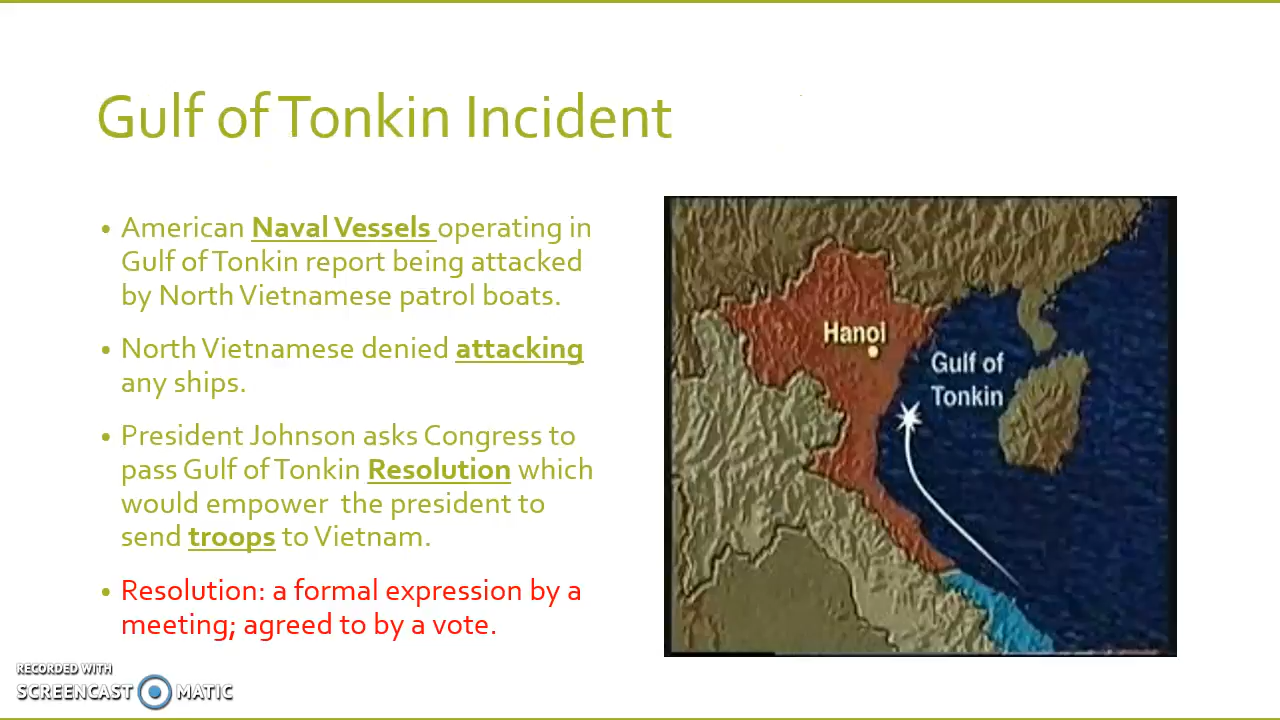 Gulf of Tonkin Incident
• American Naval Vessels operating in
Gulf of Tonkin report being attacked
by North Vietnamese patrol boats.
• North Vietnamese denied attacking
any ships.
• President Johnson asks Congress to
pass Gulf of Tonkin Resolution which
would empower  the president to
send troops to Vietnam.
• Resolution: a formal expression by a
meeting; agreed to by a vote.
Hanoi
Gulf of
Tonkin
RECORDED WITH
SCREENCAST MATIC